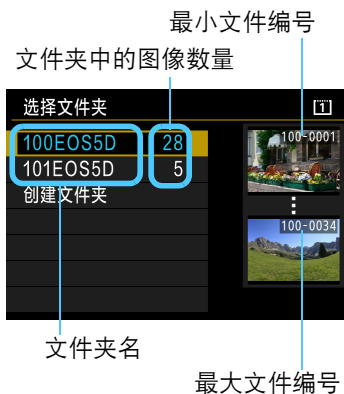 最小文件编号
文件夹中的图像数量
选择文件夹 1
100EOS5D 28
100-0001
101EOS5D 5
创建文件夹
100-0034
文件夹名
最大文件编号